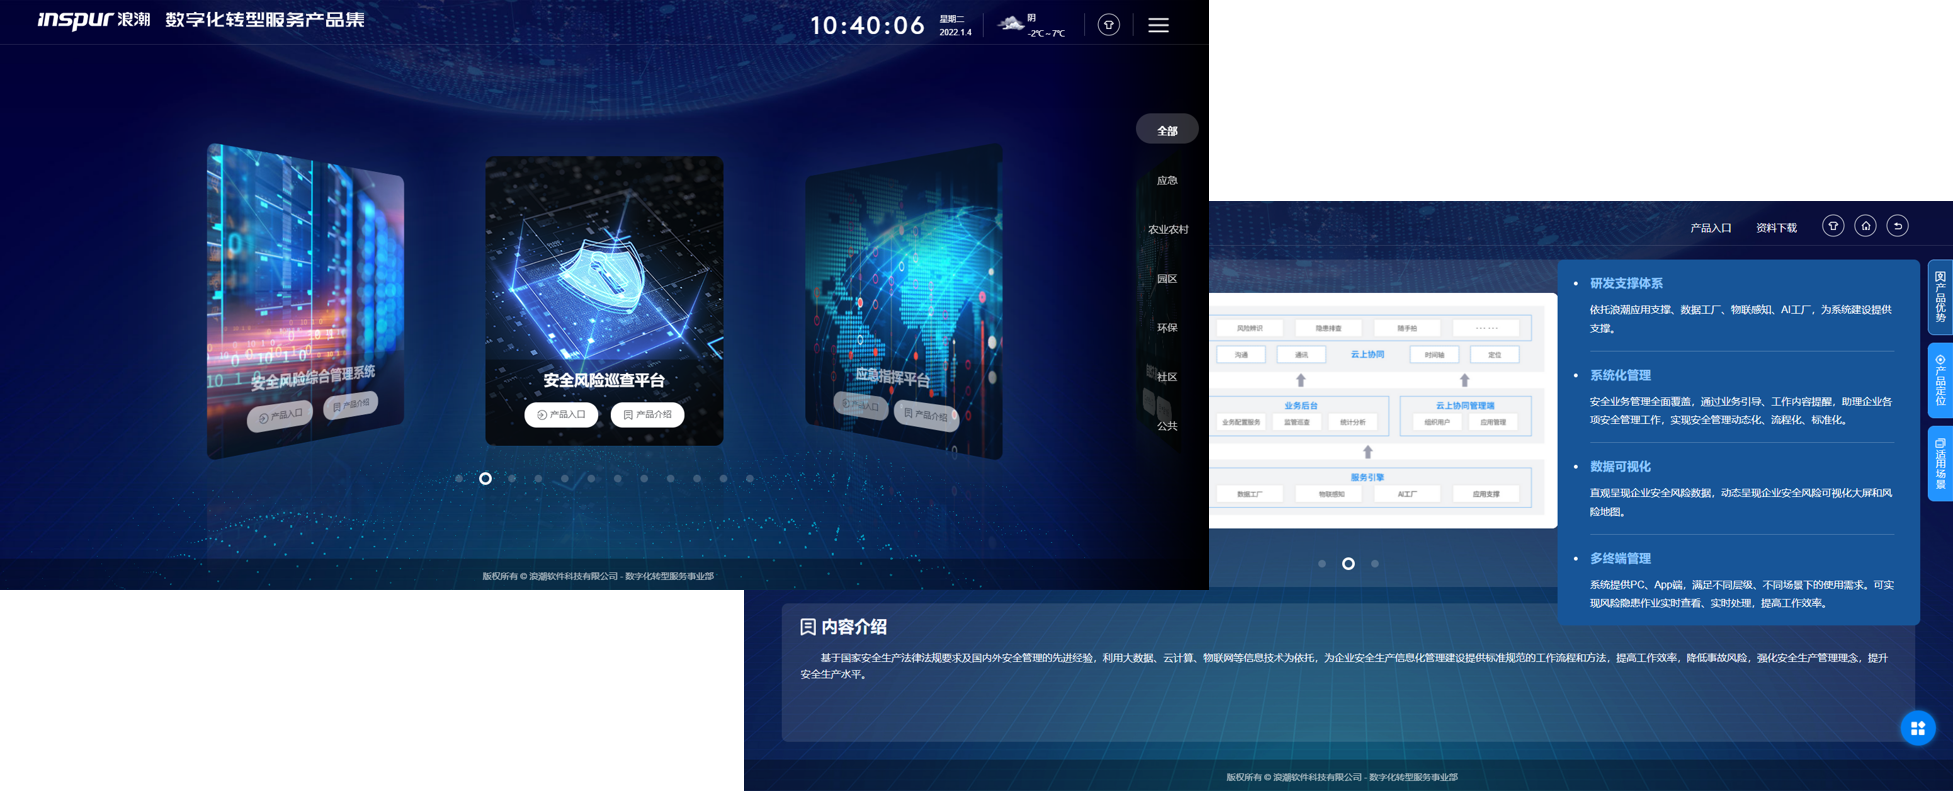 inspur 浪潮 数字化转型服务产品集
10:40:06
星期二
2022.1.4
阴
-2℃ ~ 7℃
全部
应急
农业农村
园区
环保
社区
公共
安全风险综合管理系统
产品入口
产品介绍
安全风险巡查平台
产品入口
产品介绍
应急指挥平台
产品入口
产品介绍
版权所有 © 浪潮软件科技有限公司 - 数字化转型服务事业部
产品入口
资料下载
风险辨识
隐患排查
随手拍
······
沟通
通讯
云上协同
时间轴
定位
业务后台
业务配置服务
监管巡查
统计分析
云上协同管理端
组织用户
应用管理
服务引擎
数据工厂
物联感知
AI工厂
应用支撑
• 研发支撑体系
依托浪潮应用支撑、数据工厂、物联感知、AI工厂，为系统建设提供
支撑。
• 系统化管理
安全业务管理全面覆盖，通过业务引导、工作内容提醒，助理企业各
项安全管理工作，实现安全管理动态化、流程化、标准化。
• 数据可视化
直观呈现企业安全风险数据，动态呈现企业安全风险可视化大屏和风
险地图。
• 多终端管理
系统提供PC、App端，满足不同层级、不同场景下的使用需求。可实
现风险隐患作业实时查看、实时处理，提高工作效率。
产品优势
产品定位
适用场景
内容介绍
基于国家安全生产法律法规要求及国内外安全管理的先进经验，利用大数据、云计算、物联网等信息技术为依托，为企业安全生产信息化管理建设提供标准规范的工作流程和方法，提高工作效率，降低事故风险，强化安全生产管理理念，提升
安全生产水平。
版权所有 © 浪潮软件科技有限公司 - 数字化转型服务事业部